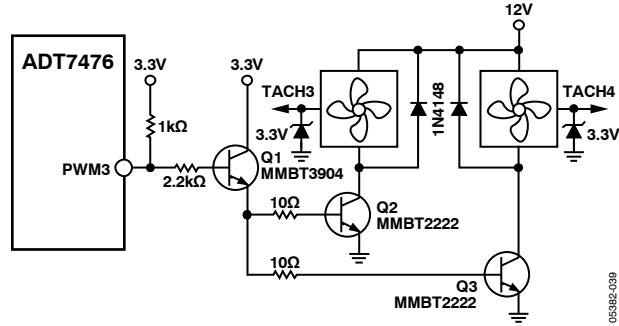 12V
ADT7476
3.3V
3.3V
TACH3
TACH4
1N4148
1kΩ
3.3V
3.3V
Q1
MMBT3904
PWM3
2.2kΩ
10Ω
Q2
MMBT2222
10Ω
Q3
MMBT2222
05382-039